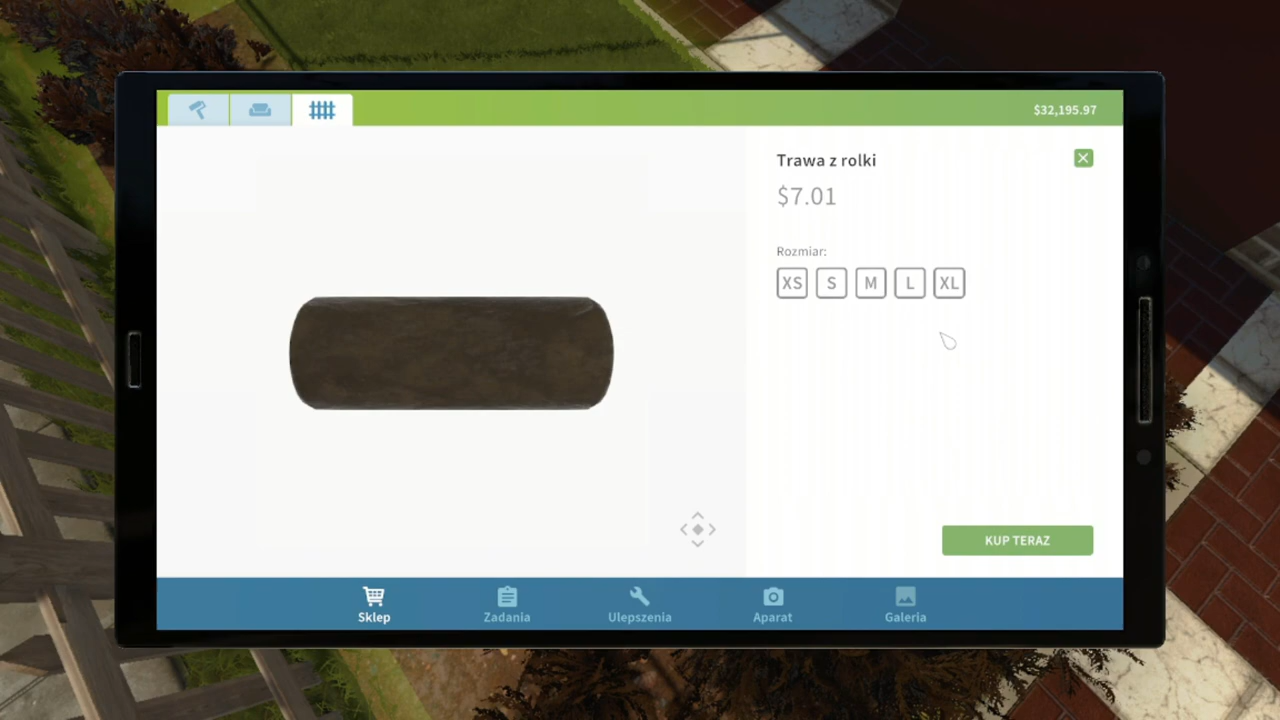 $32,195.97
Trawa z rolki
$7.01
Rozmiar:
XS S M L XL
KUP TERAZ
Sklep Zadania Ulepszenia Aparat Galeria